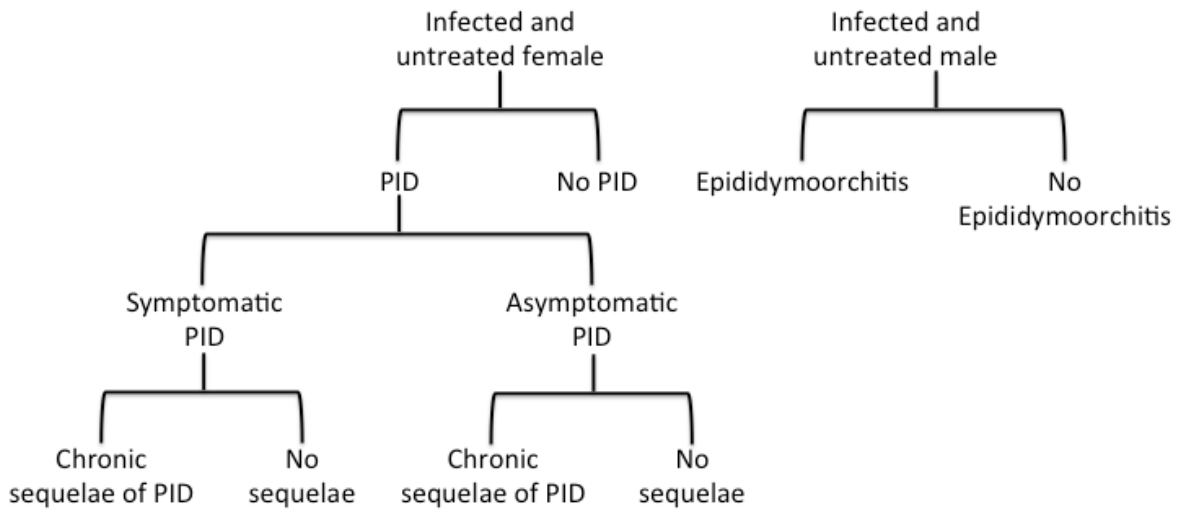 Infected and
untreated female
Infected and
untreated male
PID
No PID
Epididymoorchitis
No
Epididymoorchitis
Symptomatic
PID
Asymptomatic
PID
Chronic
sequelae of PID
No
sequelae
Chronic
sequelae of PID
No
sequelae